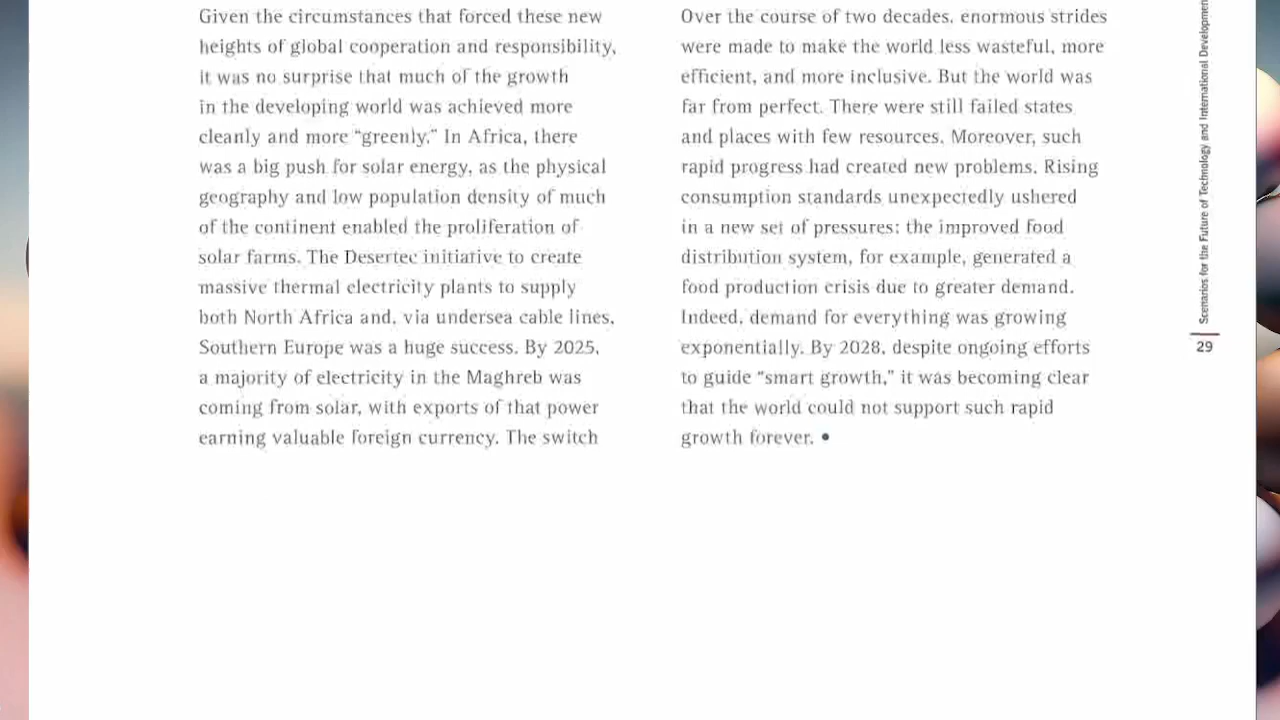 Given the circumstances that forced these new
heights of global cooperation and responsibility,
it was no surprise that much of the growth
in the developing world was achieved more
cleanly and more “greenly.” In Africa, there
was a big push for solar energy, as the physical
geography and low population density of much
of the continent enabled the proliferation of
solar farms. The Desertec initiative to create
massive thermal electricity plants to supply
both North Africa and, via undersea cable lines,
Southern Europe was a huge success. By 2025,
a majority of electricity in the Maghreb was
coming from solar, with exports of that power
earning valuable foreign currency. The switch
Over the course of two decades, enormous strides
were made to make the world less wasteful, more
efficient, and more inclusive. But the world was
far from perfect. There were still failed states
and places with few resources. Moreover, such
rapid progress had created new problems. Rising
consumption standards unexpectedly ushered
in a new set of pressures: the improved food
distribution system, for example, generated a
food production crisis due to greater demand.
Indeed, demand for everything was growing
exponentially. By 2028, despite ongoing efforts
to guide “smart growth,” it was becoming clear
that the world could not support such rapid
growth forever. •
Scenarios for the Future of Technology and International Developmen
29